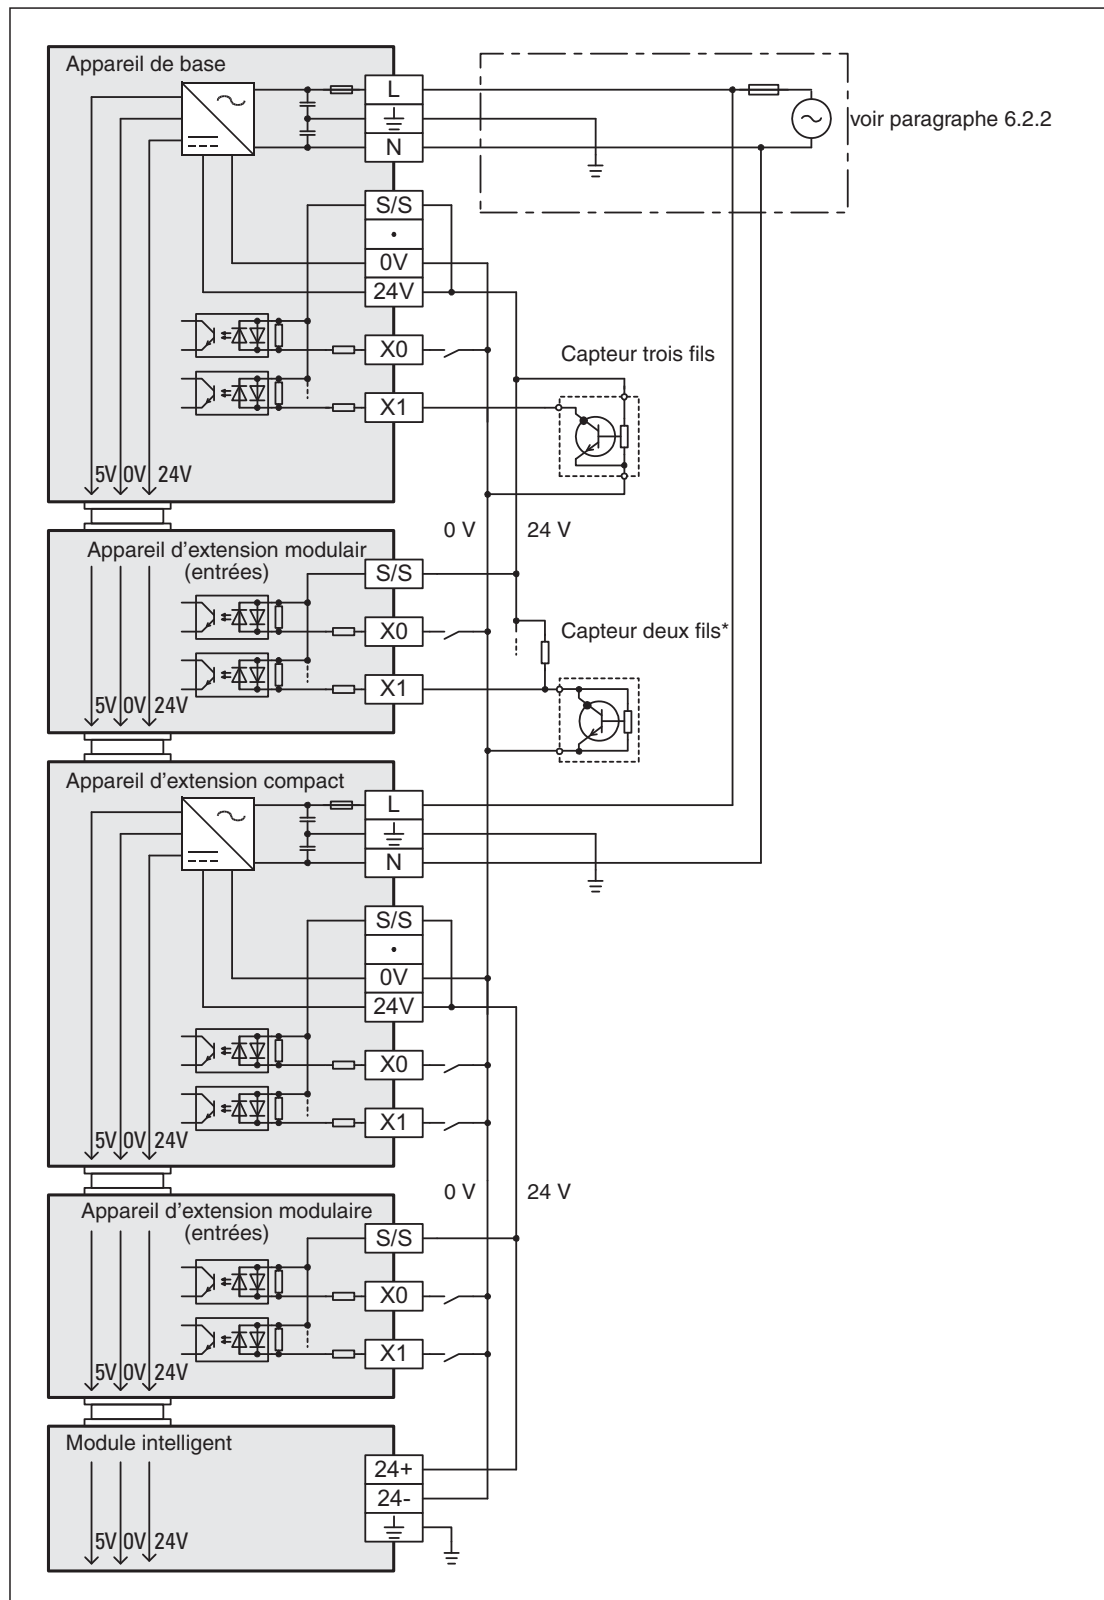 Appareil de base
L
N
voir paragraphe 6.2.2
S/S
•
0V
24V
X0
Capteur trois fils
X1
5V 0V 24V
0 V 24 V
Appareil d'extension modulair
(entrées)
S/S
X0
Capteur deux fils*
X1
5V 0V 24V
Appareil d'extension compact
L
N
S/S
•
0V
24V
X0
X1
5V 0V 24V
0 V 24 V
Appareil d'extension modulaire
(entrées)
S/S
X0
X1
5V 0V 24V
Module intelligent
24+
24-
5V 0V 24V